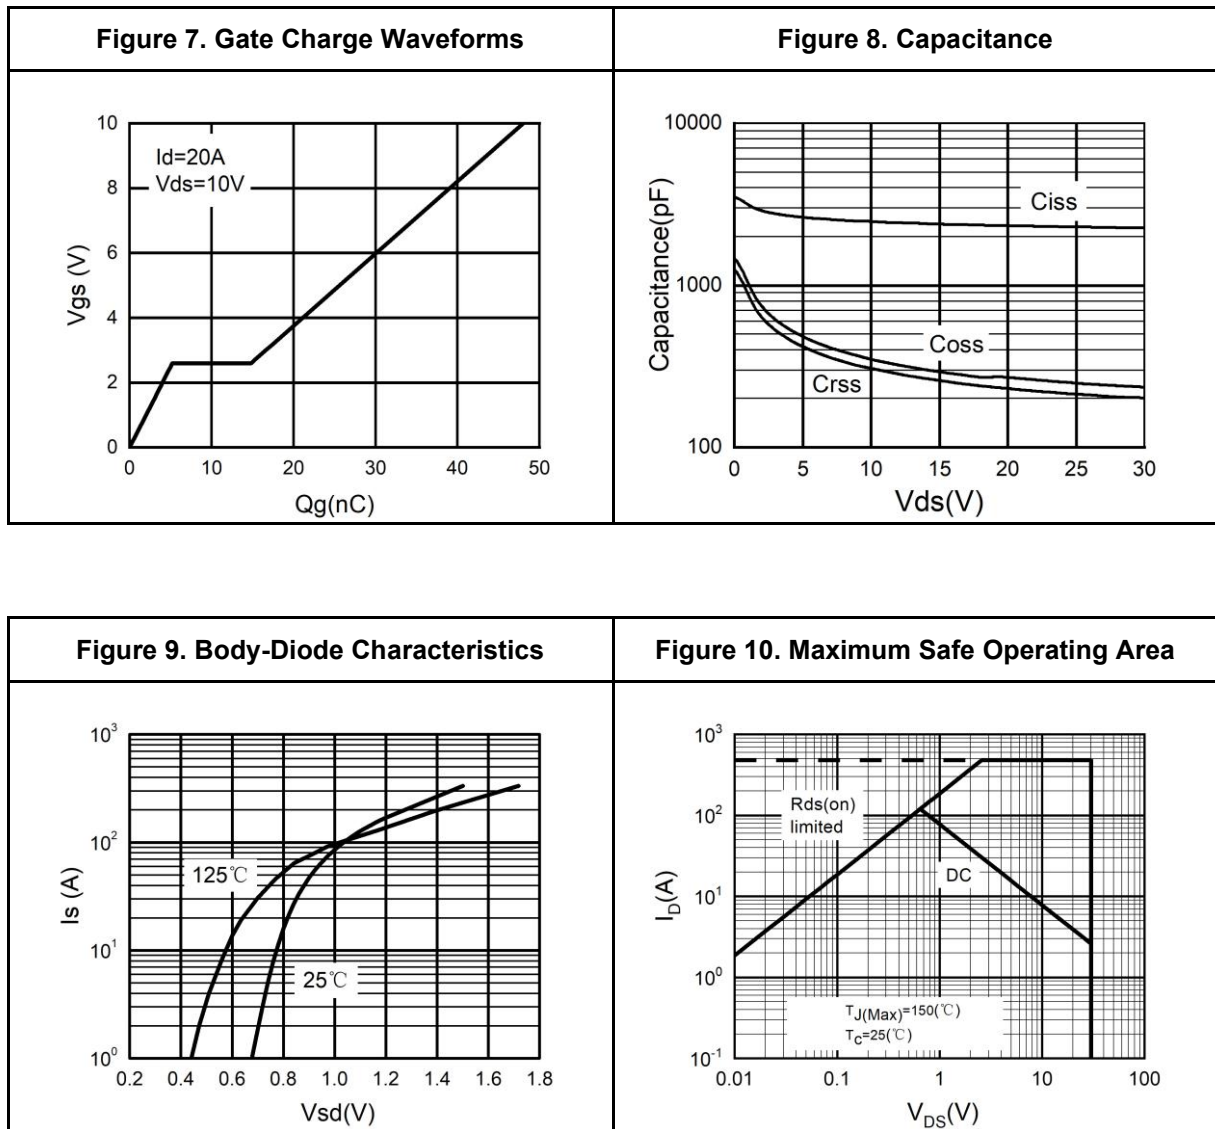 Figure 7. Gate Charge Waveforms
Figure 8. Capacitance
10
8
6
4
2
0
Vgs (V)
Id=20A
Vds=10V
0 10 20 30 40 50
Qg(nC)
10000
1000
100
Capacitance(pF)
Ciss
Coss
Crss
0 5 10 15 20 25 30
Vds(V)
Figure 9. Body-Diode Characteristics
Figure 10. Maximum Safe Operating Area
10³
10²
10¹
10⁰
Is (A)
125℃
25℃
0.2 0.4 0.6 0.8 1.0 1.2 1.4 1.6 1.8
Vsd(V)
10³
10²
10¹
10⁰
10⁻¹
I_D(A)
Rds(on)
limited
DC
T_J(Max)=150(℃)
T_C=25(℃)
0.01 0.1 1 10 100
V_DS(V)